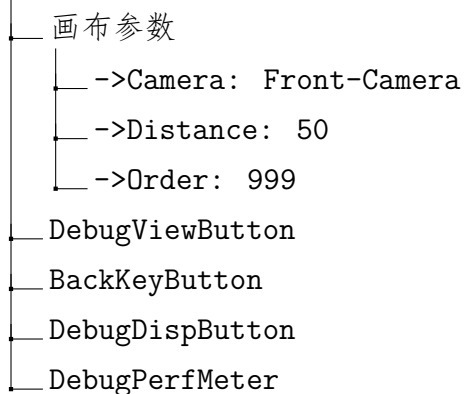 画布参数
->Camera: Front-Camera
->Distance: 50
->Order: 999
DebugViewButton
BackKeyButton
DebugDispButton
DebugPerfMeter